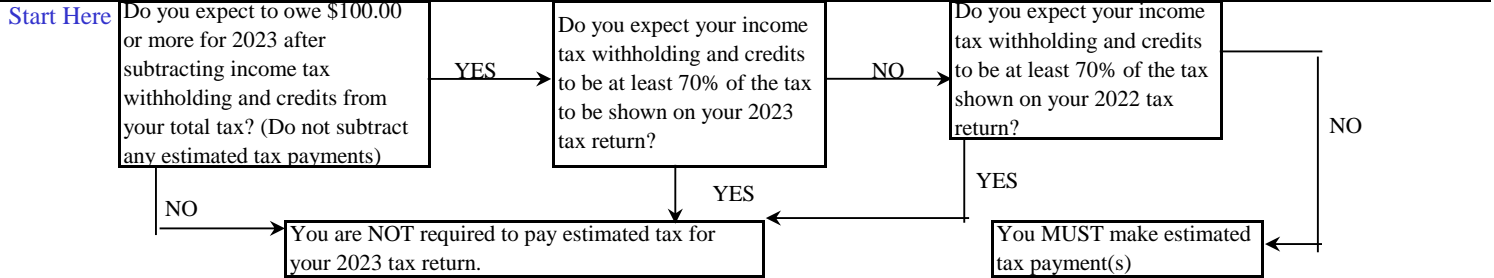 Start Here
Do you expect to owe $100.00
or more for 2023 after
subtracting income tax
withholding and credits from
your total tax? (Do not subtract
any estimated tax payments)
YES
Do you expect your income
tax withholding and credits
to be at least 70% of the tax
to be shown on your 2023
tax return?
NO
Do you expect your income
tax withholding and credits
to be at least 70% of the tax
shown on your 2022 tax
return?
NO
YES
YES
NO
You are NOT required to pay estimated tax for
your 2023 tax return.
You MUST make estimated
tax payment(s)